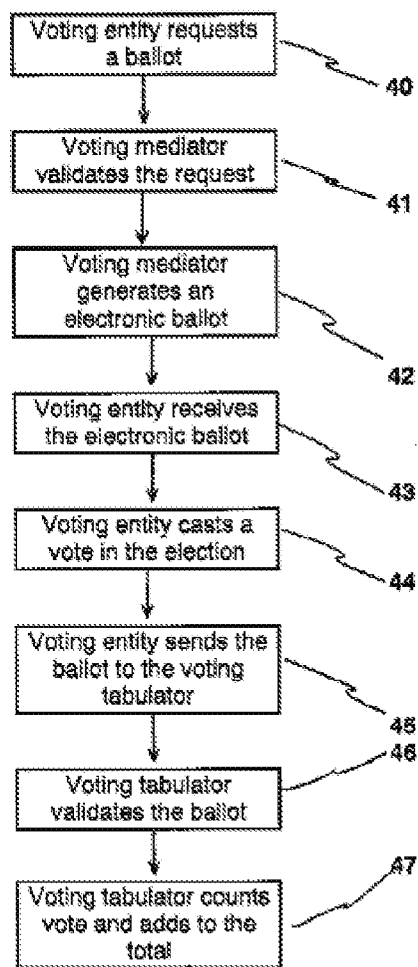 Voting entity requests
a ballot
40
Voting mediator
validates the request
41
Voting mediator
generates an
electronic ballot
42
Voting entity receives
the electronic ballot
43
Voting entity casts a
vote in the election
44
Voting entity sends the
ballot to the voting
tabulator
45
46
Voting tabulator
validates the ballot
47
Voting tabulator counts
vote and adds to the
total